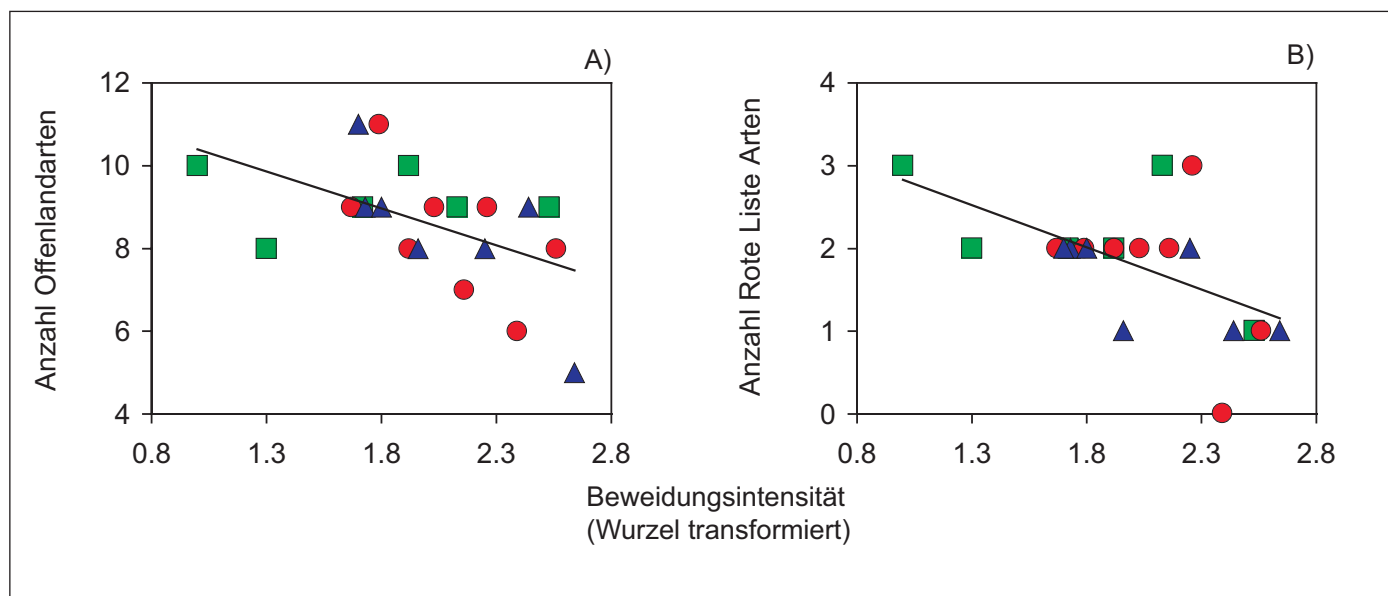 A)
12
10
8
6
4
Anzahl Offenlandarten
0.8 1.3 1.8 2.3 2.8
B)
4
3
2
1
0
Anzahl Rote Liste Arten
0.8 1.3 1.8 2.3 2.8
Beweidungsintensität
(Wurzel transformiert)